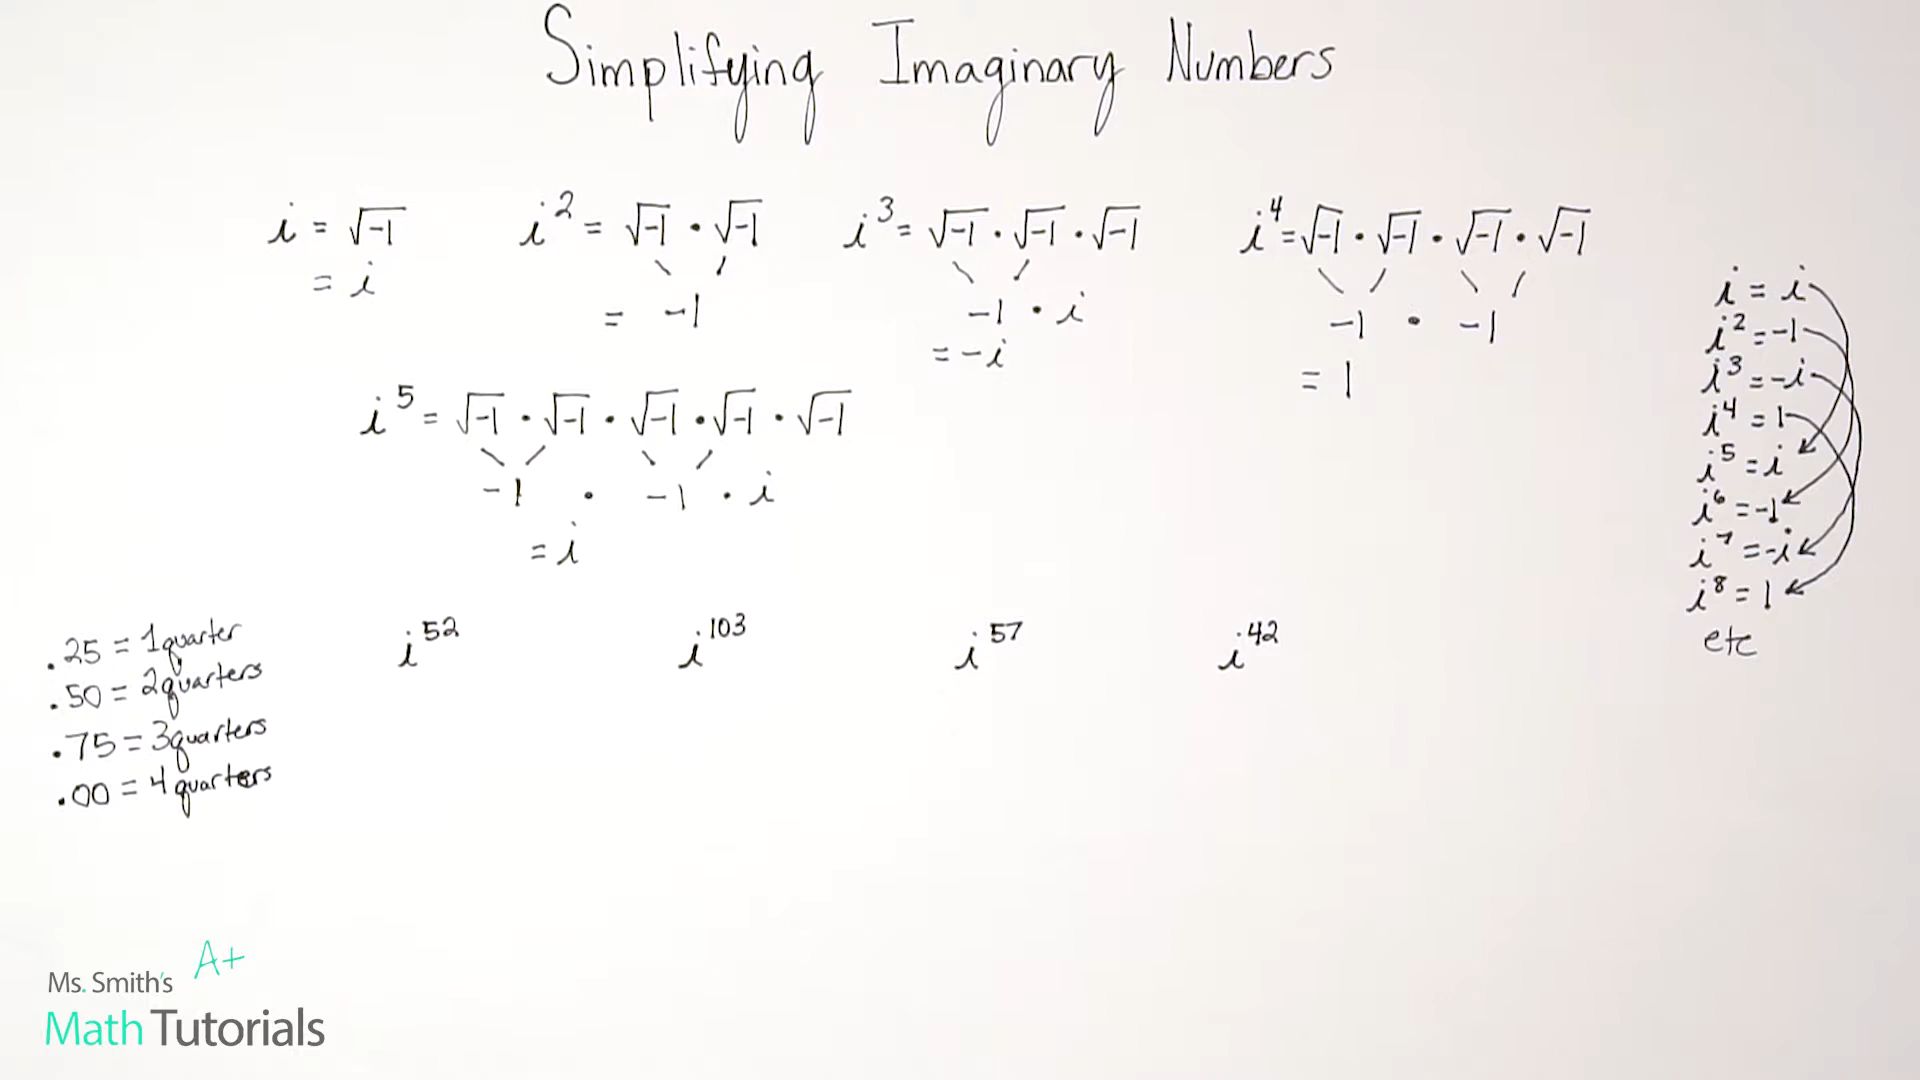 Simplifying Imaginary Numbers
i = √-1
= i
i² = √-1 · √-1
= -1
i³ = √-1 · √-1 · √-1
-1 · i
= -i
i⁴ = √-1 · √-1 · √-1 · √-1
-1 · -1
= 1
i⁵ = √-1 · √-1 · √-1 · √-1 · √-1
-1 · -1 · i
= i
i = i
i² = -1
i³ = -i
i⁴ = 1
i⁵ = i
i⁶ = -1
i⁷ = -i
i⁸ = 1
etc
.25 = 1 quarter
.50 = 2 quarters
.75 = 3 quarters
.00 = 4 quarters
i⁵² i¹⁰³ i⁵⁷ i⁴²
A+
Ms. Smith's
Math Tutorials